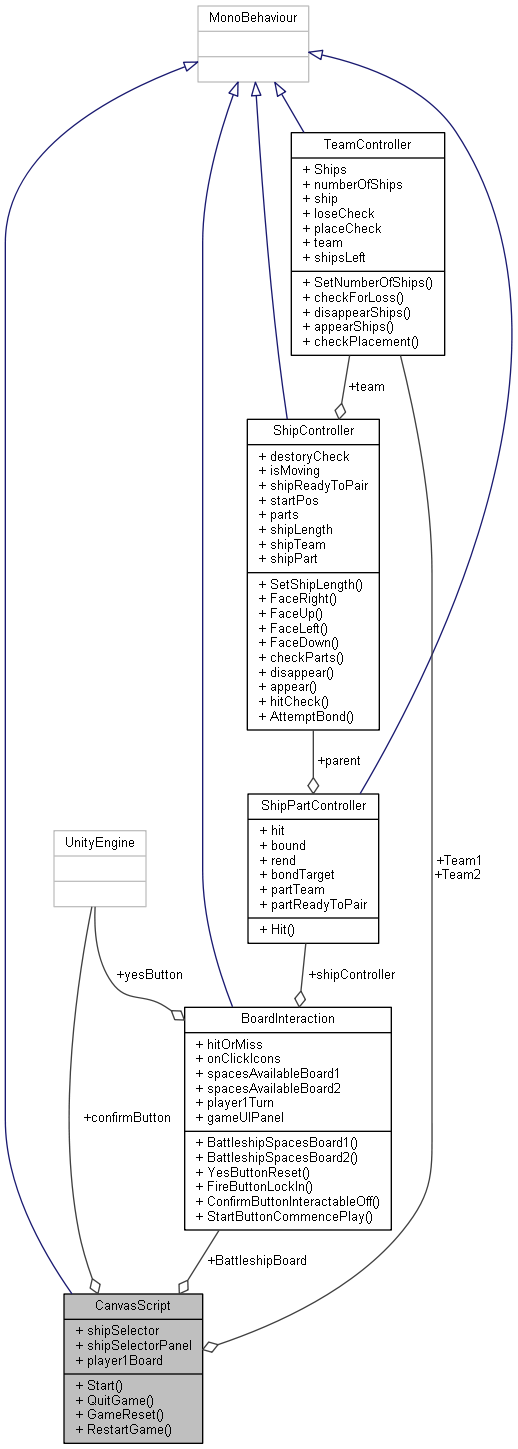 MonoBehaviour
TeamController
+ Ships
+ numberOfShips
+ ship
+ loseCheck
+ placeCheck
+ team
+ shipsLeft
+ SetNumberOfShips()
+ checkForLoss()
+ disappearShips()
+ appearShips()
+ checkPlacement()
+team
ShipController
+ destoryCheck
+ isMoving
+ shipReadyToPair
+ startPos
+ parts
+ shipLength
+ shipTeam
+ shipPart
+ SetShipLength()
+ FaceRight()
+ FaceUp()
+ FaceLeft()
+ FaceDown()
+ checkParts()
+ disappear()
+ appear()
+ hitCheck()
+ AttemptBond()
+parent
ShipPartController
+ hit
+ bound
+ rend
+ bondTarget
+ partTeam
+ partReadyToPair
+ Hit()
UnityEngine
+Team1
+Team2
+yesButton
+shipController
BoardInteraction
+ hitOrMiss
+ onClickIcons
+ spacesAvailableBoard1
+ spacesAvailableBoard2
+ player1Turn
+ gameUIPanel
+ BattleshipSpacesBoard1()
+ BattleshipSpacesBoard2()
+ YesButtonReset()
+ FireButtonLockIn()
+ ConfirmButtonInteractableOff()
+ StartButtonCommencePlay()
+confirmButton
+BattleshipBoard
CanvasScript
+ shipSelector
+ shipSelectorPanel
+ player1Board
+ Start()
+ QuitGame()
+ GameReset()
+ RestartGame()